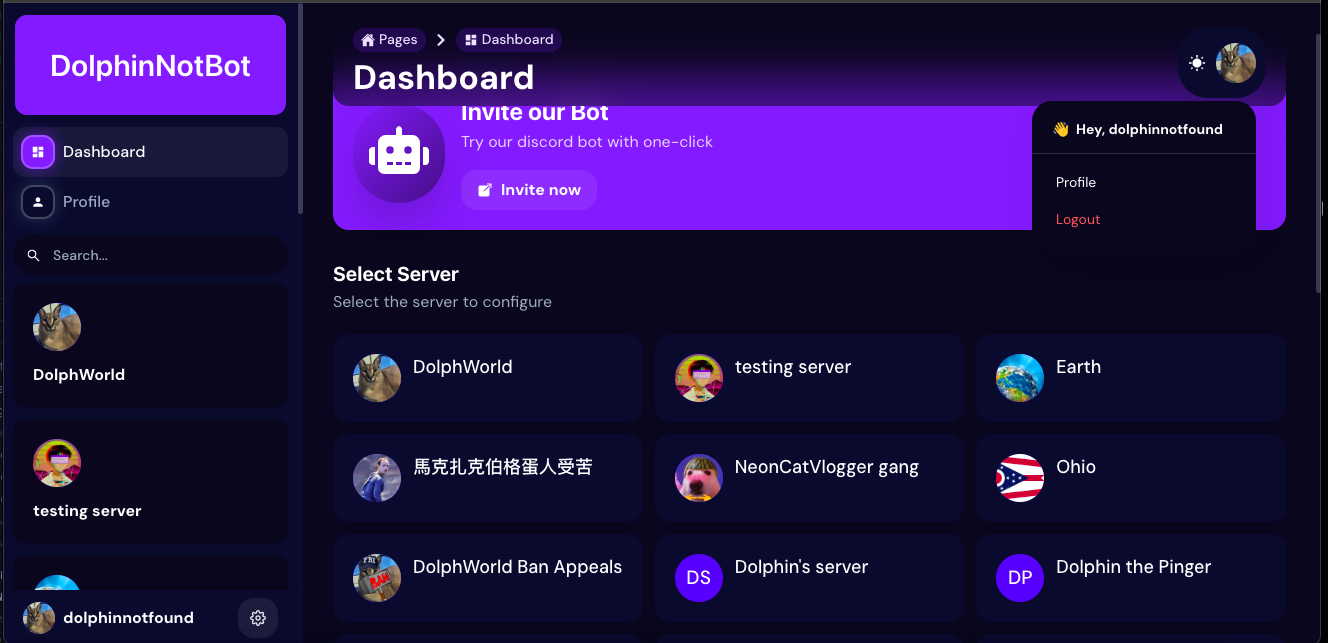 DolphinNotBot
Dashboard
Profile
Search...
DolphWorld
testing server
dolphinnotfound
Pages
Dashboard
Dashboard
Invite our Bot
Try our discord bot with one-click
Invite now
👋 Hey, dolphinnotfound
Profile
Logout
Select Server
Select the server to configure
DolphWorld
testing server
Earth
馬克扎克伯格蛋人受苦
NeonCatVlogger gang
Ohio
FBI
BAN
DolphWorld Ban Appeals
DS
Dolphin's server
DP
Dolphin the Pinger